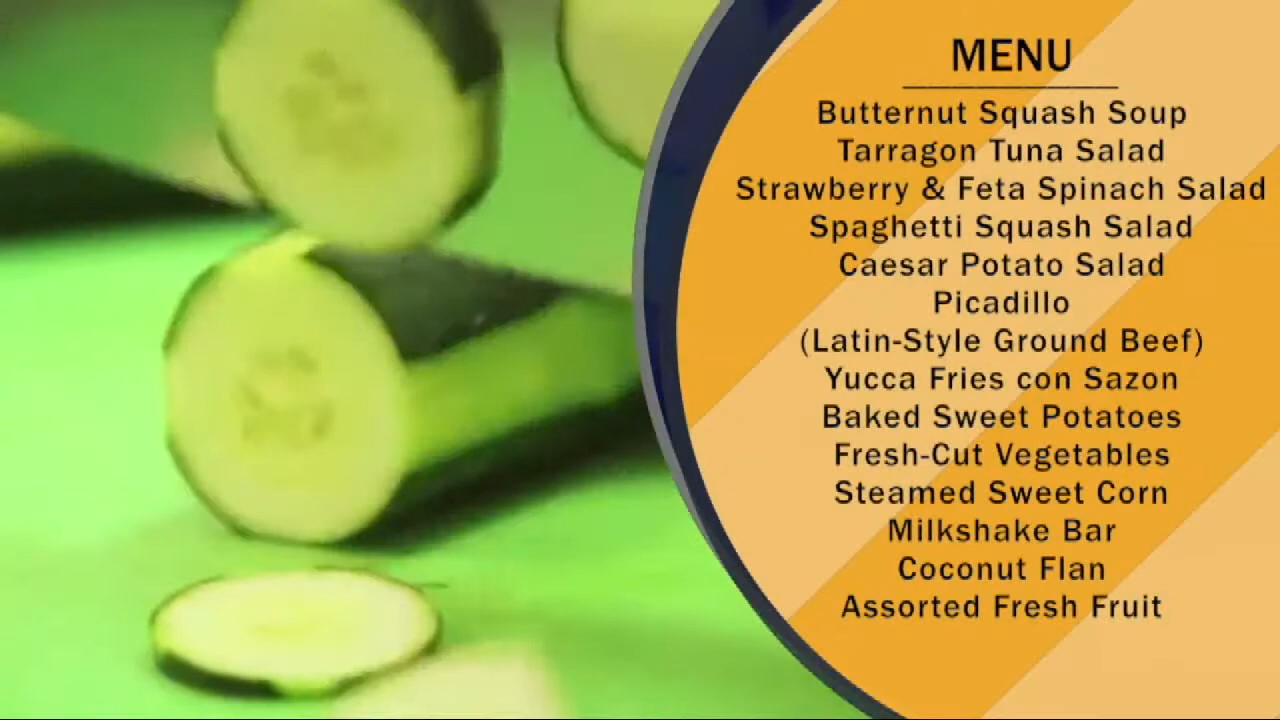 MENU
Butternut Squash Soup
Tarragon Tuna Salad
Strawberry & Feta Spinach Salad
Spaghetti Squash Salad
Caesar Potato Salad
Picadillo
(Latin-Style Ground Beef)
Yucca Fries con Sazon
Baked Sweet Potatoes
Fresh-Cut Vegetables
Steamed Sweet Corn
Milkshake Bar
Coconut Flan
Assorted Fresh Fruit